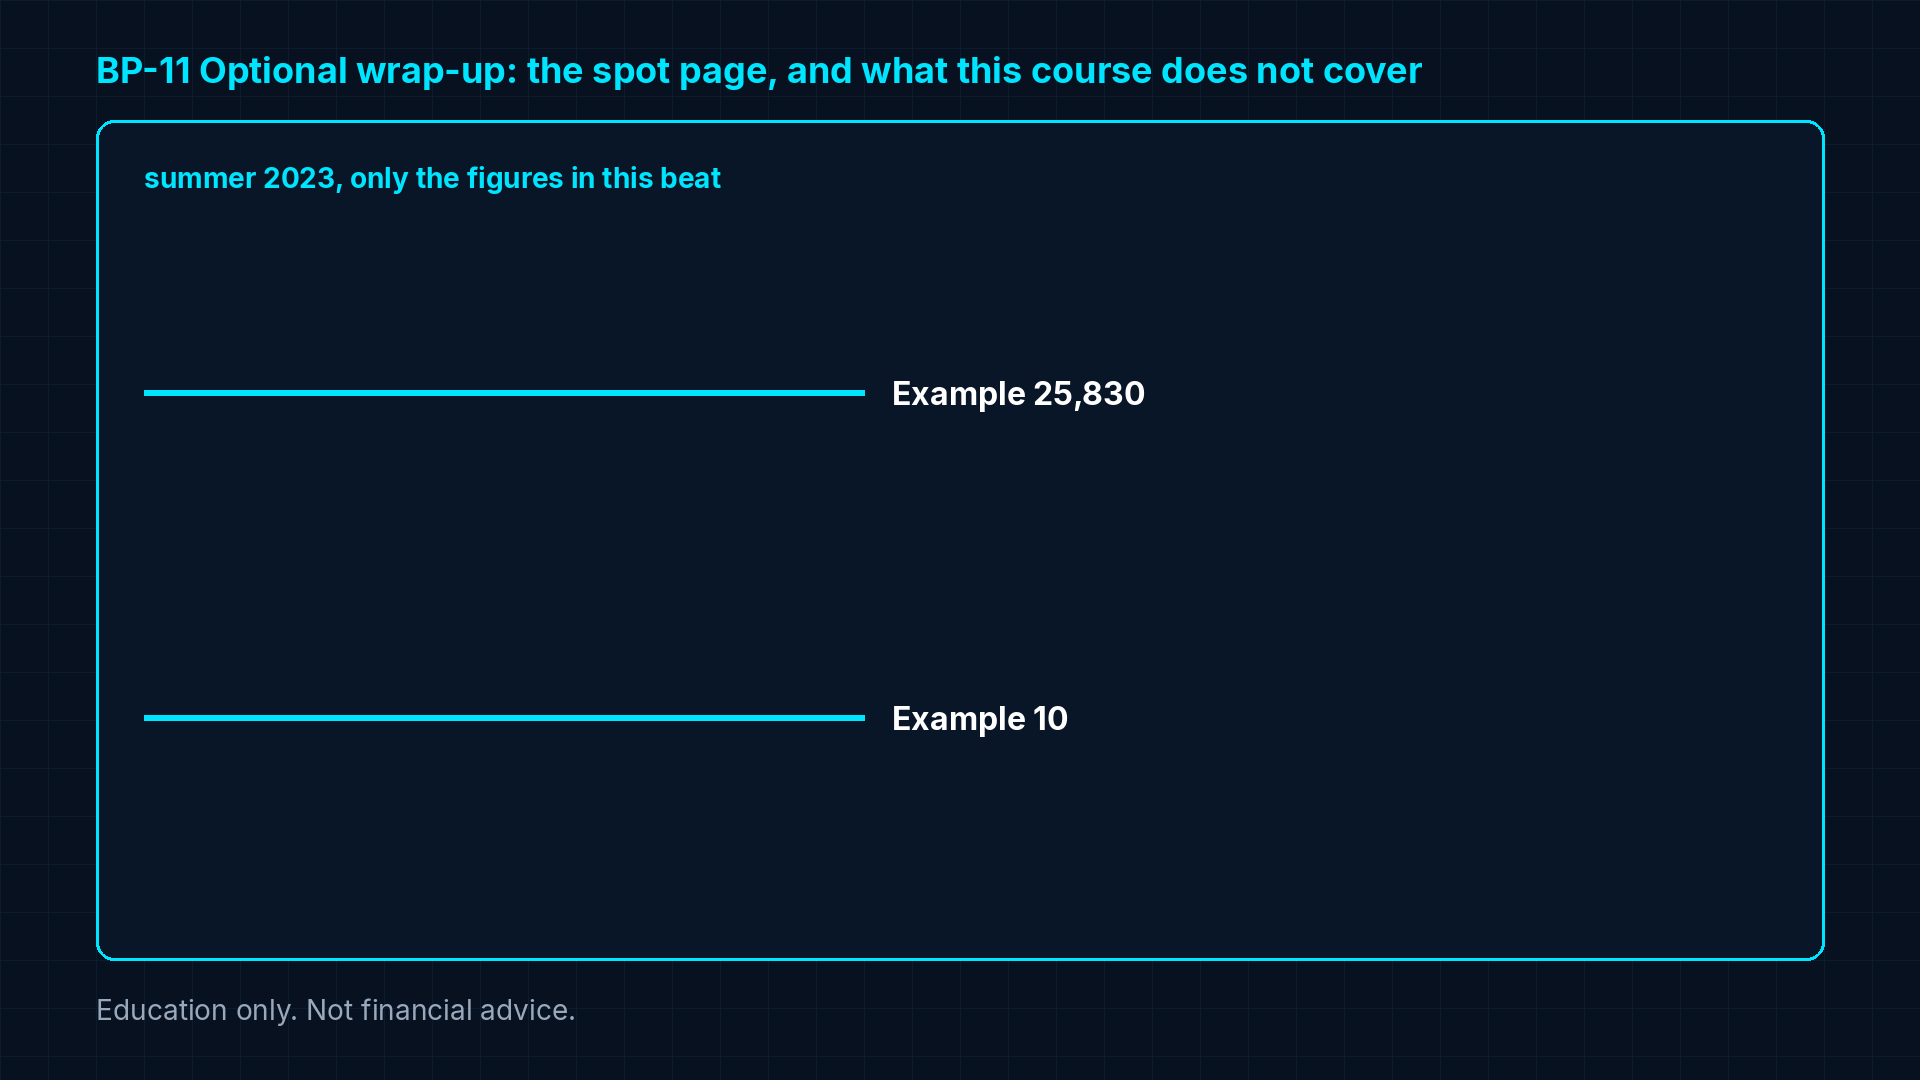 BP-11 Optional wrap-up: the spot page, and what this course does not cover
summer 2023, only the figures in this beat
Example 25,830
Example 10
Education only. Not financial advice.